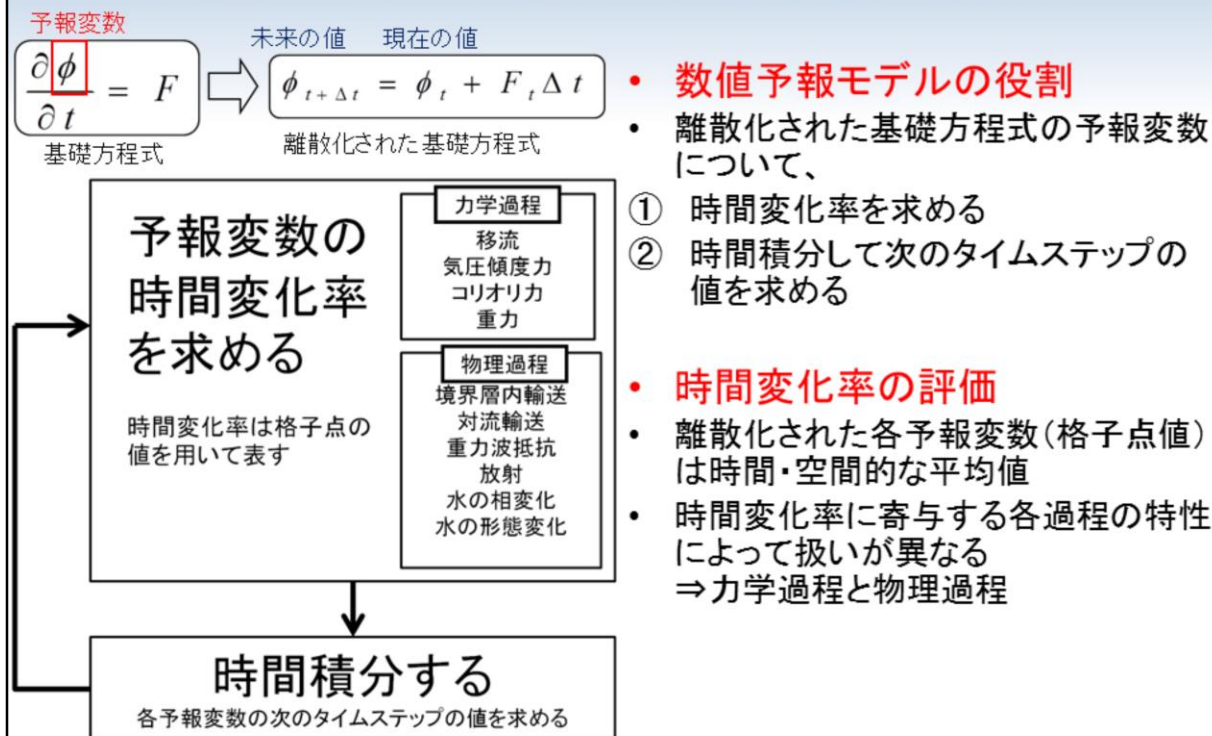 予報変数
∂φ/∂t = F
基礎方程式
未来の値 現在の値
φ t+Δt = φ t + F t Δt
離散化された基礎方程式
予報変数の
時間変化率
を求める
時間変化率は格子点の
値を用いて表す
力学過程
移流
気圧傾度力
コリオリ力
重力
物理過程
境界層内輸送
対流輸送
重力波抵抗
放射
水の相変化
水の形態変化
時間積分する
各予報変数の次のタイムステップの値を求める
• 数値予報モデルの役割
• 離散化された基礎方程式の予報変数
について、
① 時間変化率を求める
② 時間積分して次のタイムステップの
値を求める
• 時間変化率の評価
• 離散化された各予報変数(格子点値)
は時間・空間的な平均値
• 時間変化率に寄与する各過程の特性
によって扱いが異なる
⇒力学過程と物理過程